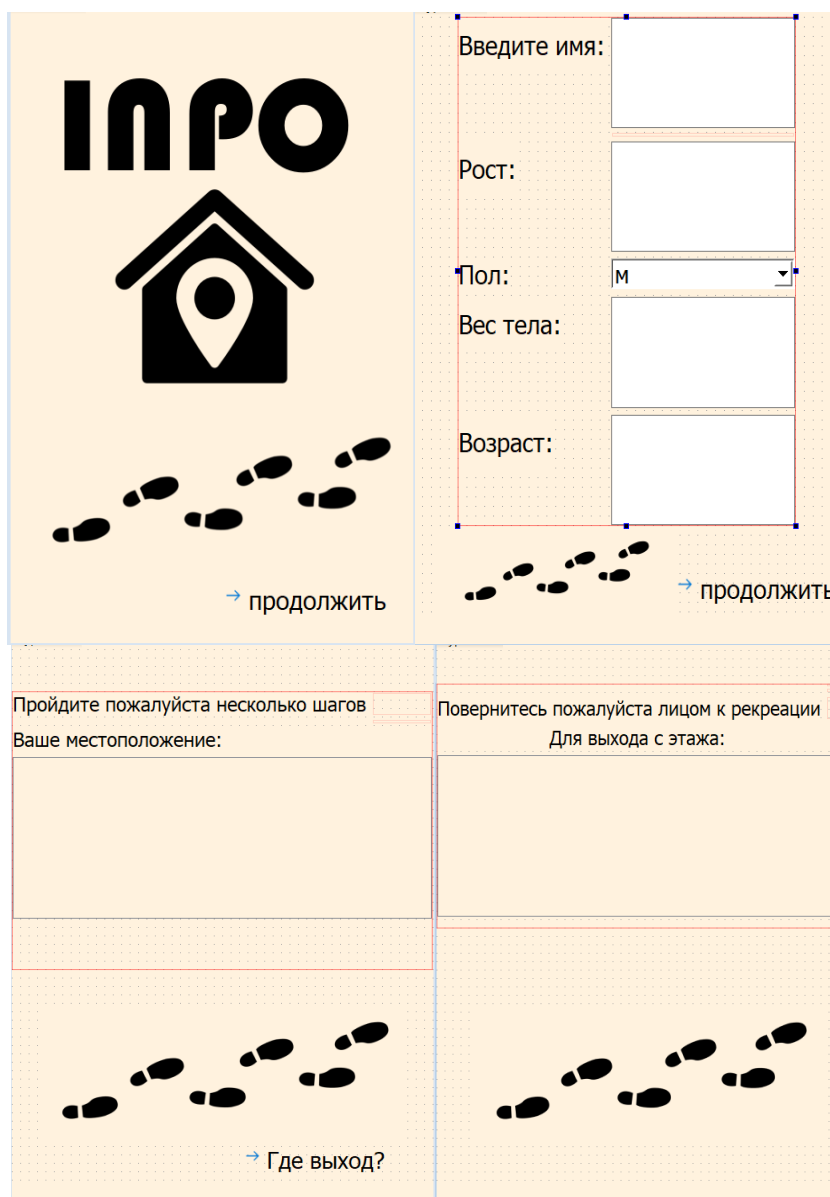 INPO
продолжить
Введите имя:
Рост:
Пол:
м
Вес тела:
Возраст:
продолжить
Пройдите пожалуйста несколько шагов
Ваше местоположение:
Где выход?
Повернитесь пожалуйста лицом к рекреации
Для выхода с этажа: